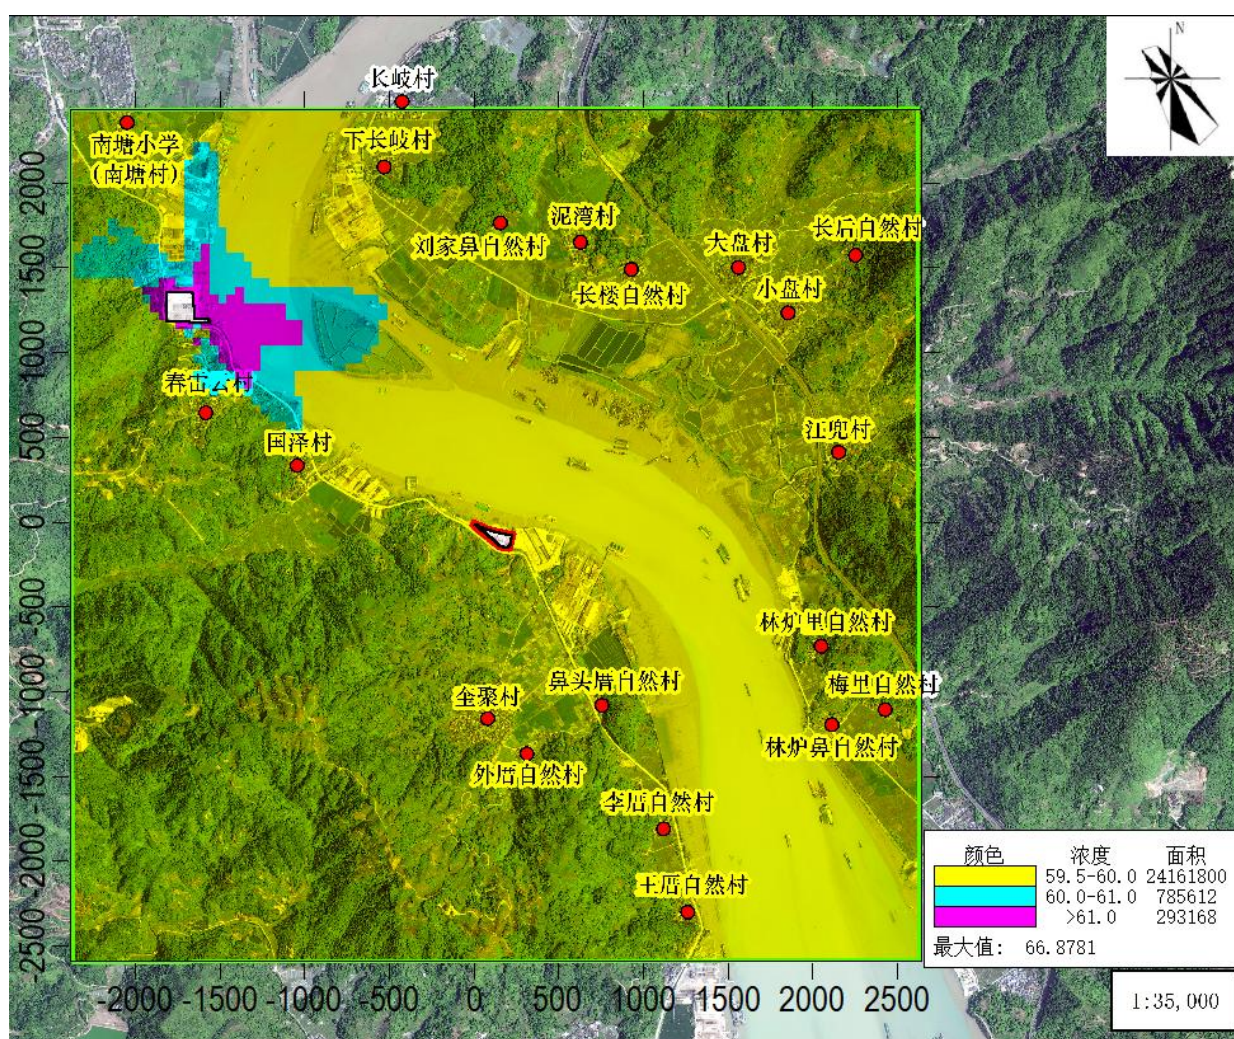 N
长岐村
南塘小学
(南塘村)
下长岐村
泥湾村
刘家鼻自然村
大盘村
长后自然村
长楼自然村
小盘村
春击云村
国泽村
江兜村
林炉里自然村
鼻头厝自然村
梅里自然村
金聚村
林炉鼻自然村
外厝自然村
李厝自然村
王厝自然村
2000
1500
1000
500
0
-500
-1000
-1500
-2000
-2500
-2000
-1500
-1000
-500
0
500
1000
1500
2000
2500
颜色 浓度 面积
59.5-60.0 24161800
60.0-61.0 785612
>61.0 293168
最大值: 66.8781
1:35,000